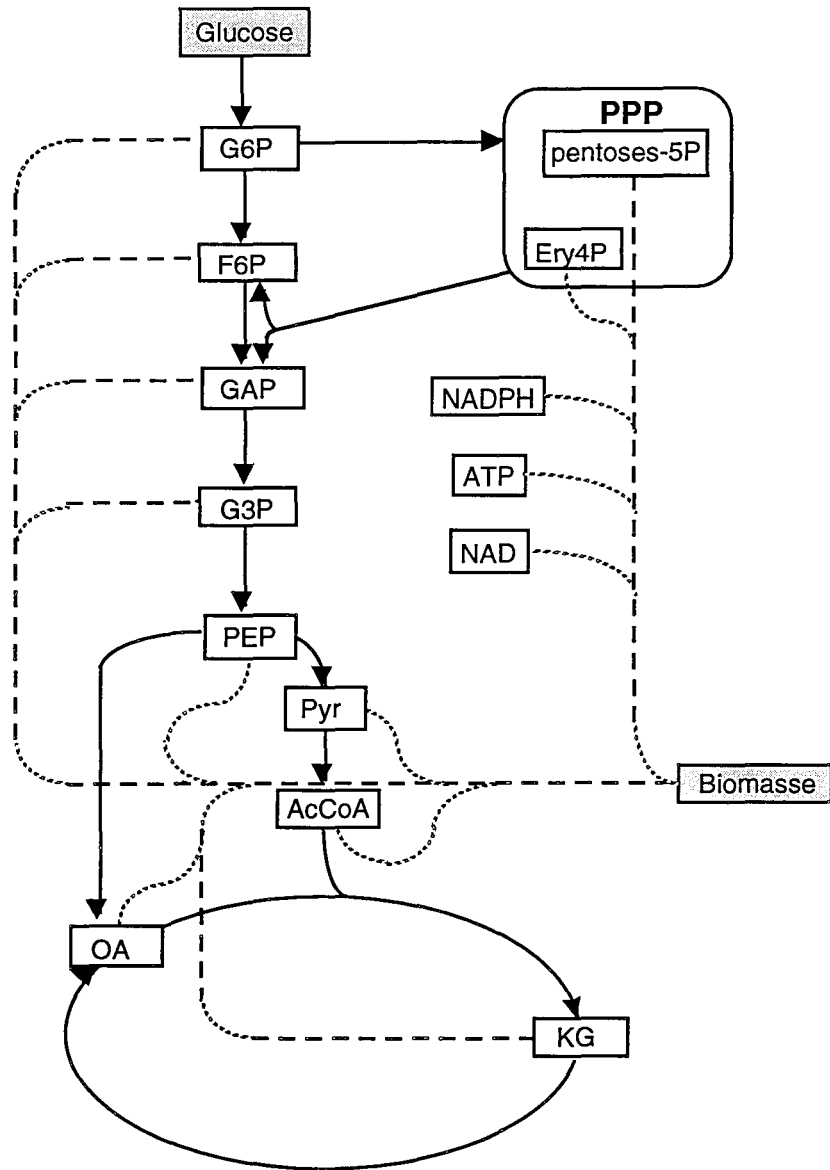 Glucose
PPP
G6P
pentoses-5P
F6P
Ery4P
GAP
NADPH
ATP
G3P
NAD
PEP
Pyr
Biomasse
AcCoA
OA
KG